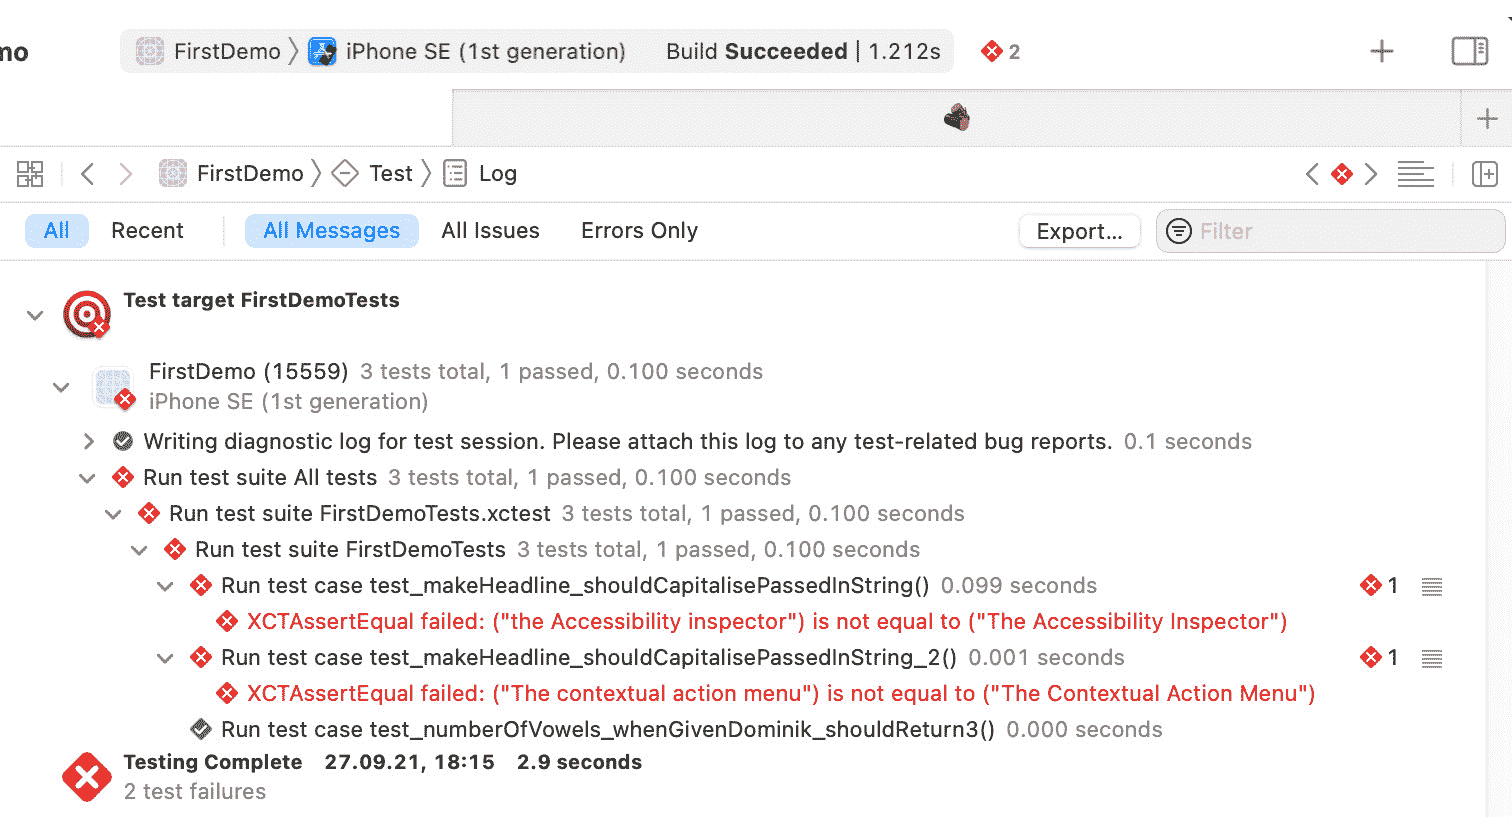 mo FirstDemo iPhone SE (1st generation) Build Succeeded | 1.212s 2
FirstDemo Test Log
All Recent All Messages All Issues Errors Only Export... Filter
Test target FirstDemoTests
FirstDemo (15559) 3 tests total, 1 passed, 0.100 seconds
iPhone SE (1st generation)
Writing diagnostic log for test session. Please attach this log to any test-related bug reports. 0.1 seconds
Run test suite All tests 3 tests total, 1 passed, 0.100 seconds
Run test suite FirstDemoTests.xctest 3 tests total, 1 passed, 0.100 seconds
Run test suite FirstDemoTests 3 tests total, 1 passed, 0.100 seconds
Run test case test_makeHeadline_shouldCapitalisePassedInString() 0.099 seconds 1
XCTAssertEqual failed: ("the Accessibility inspector") is not equal to ("The Accessibility Inspector")
Run test case test_makeHeadline_shouldCapitalisePassedInString_2() 0.001 seconds 1
XCTAssertEqual failed: ("The contextual action menu") is not equal to ("The Contextual Action Menu")
Run test case test_numberOfVowels_whenGivenDominik_shouldReturn3() 0.000 seconds
Testing Complete 27.09.21, 18:15 2.9 seconds
2 test failures